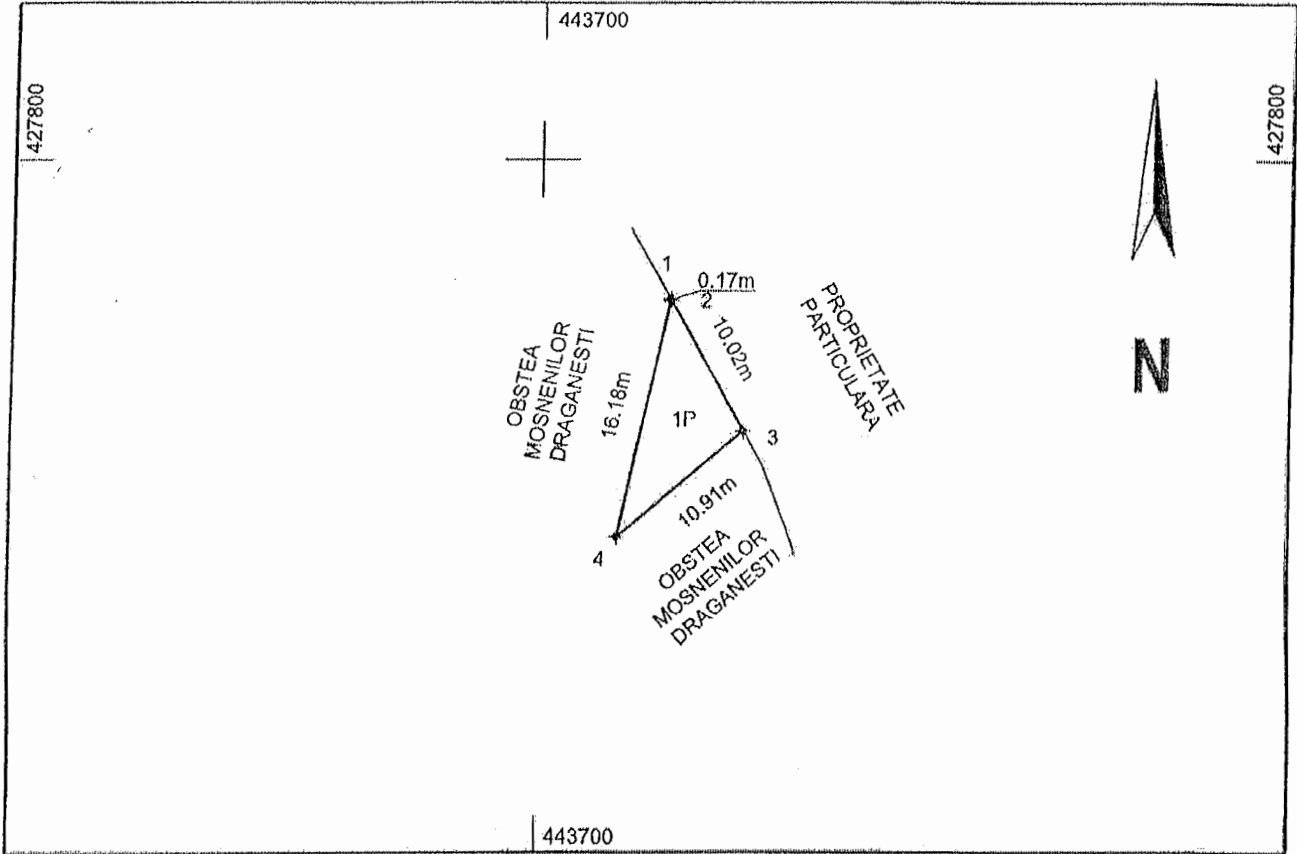 443700
427800
427800
1
0.17m
2
10.02m
PROPRIETATE
PARTICULARA
N
OBSTEA
MOSNENILOR
DRAGANESTI
16.18m
1P
3
10.91m
4
OBSTEA
MOSNENILOR
DRAGANESTI
443700